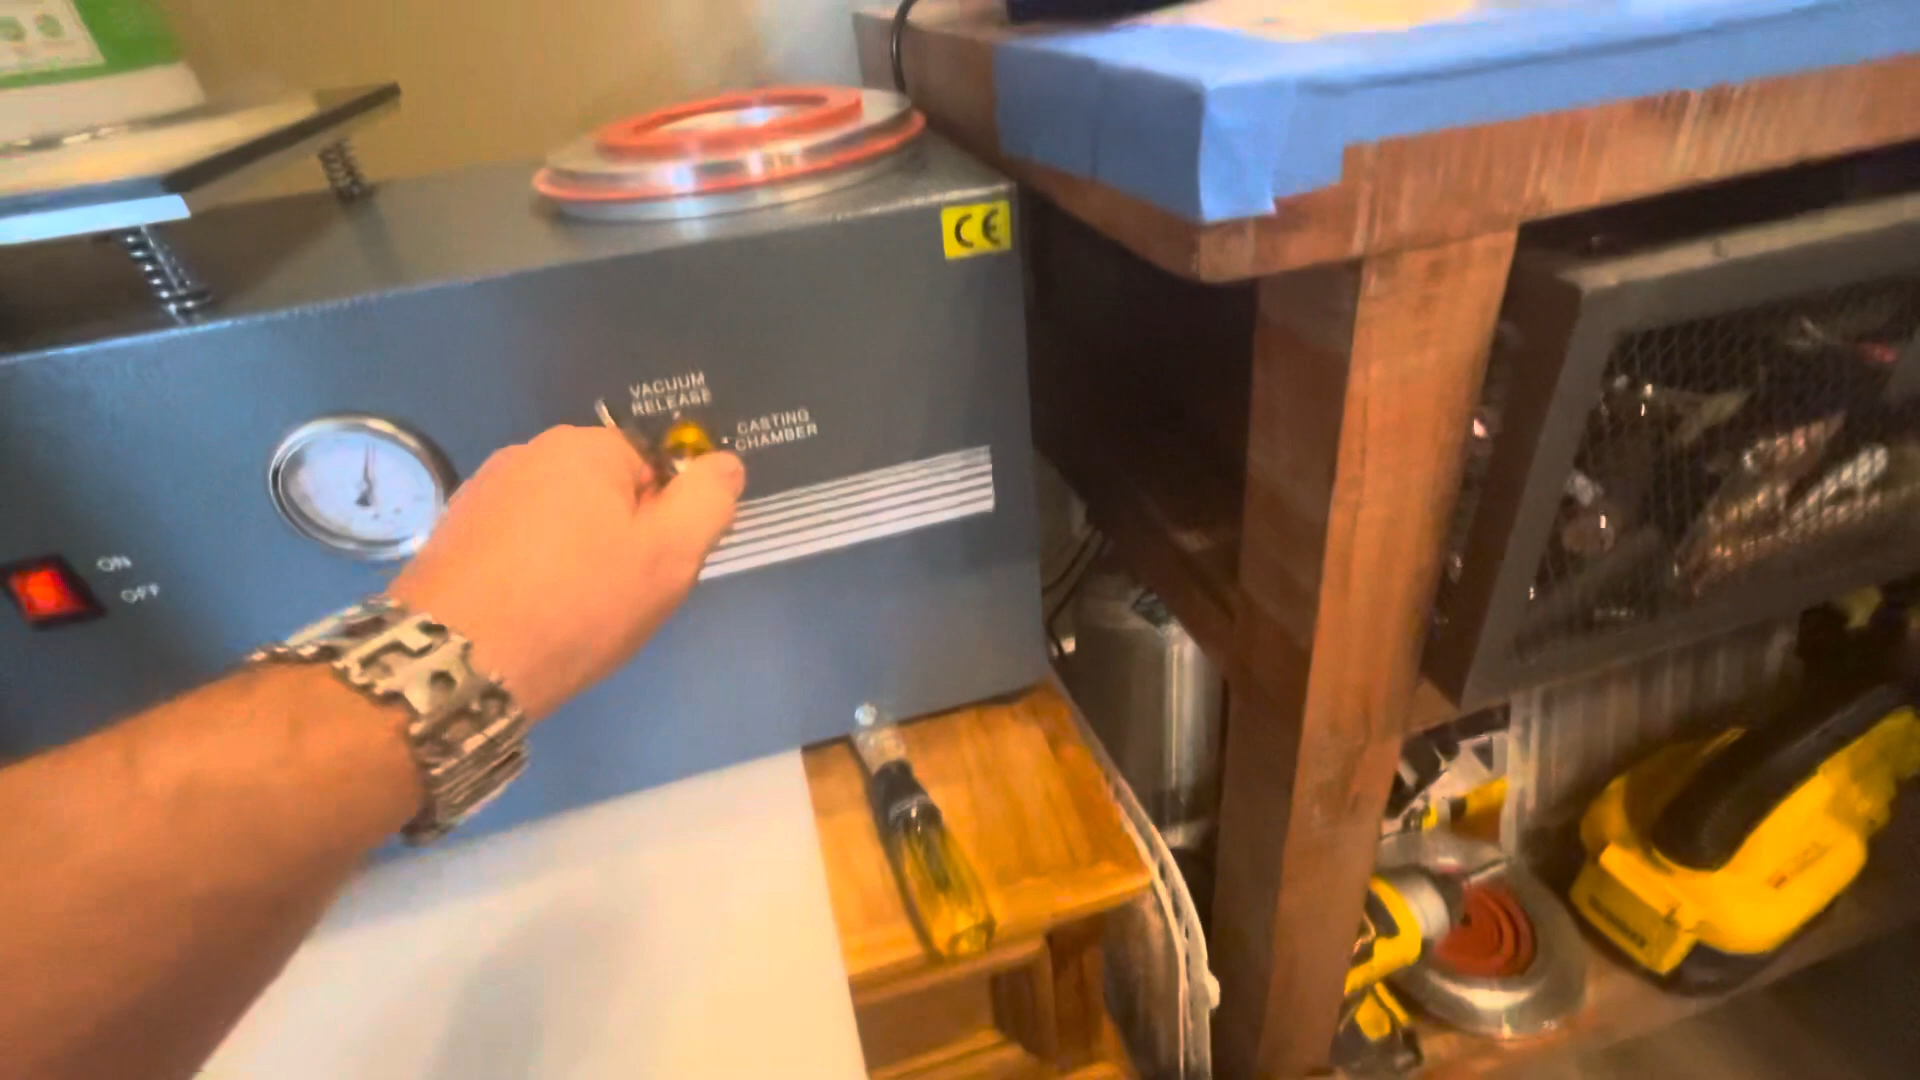 CE
VACUUM
RELEASE
CASTING
CHAMBER
ON
OFF